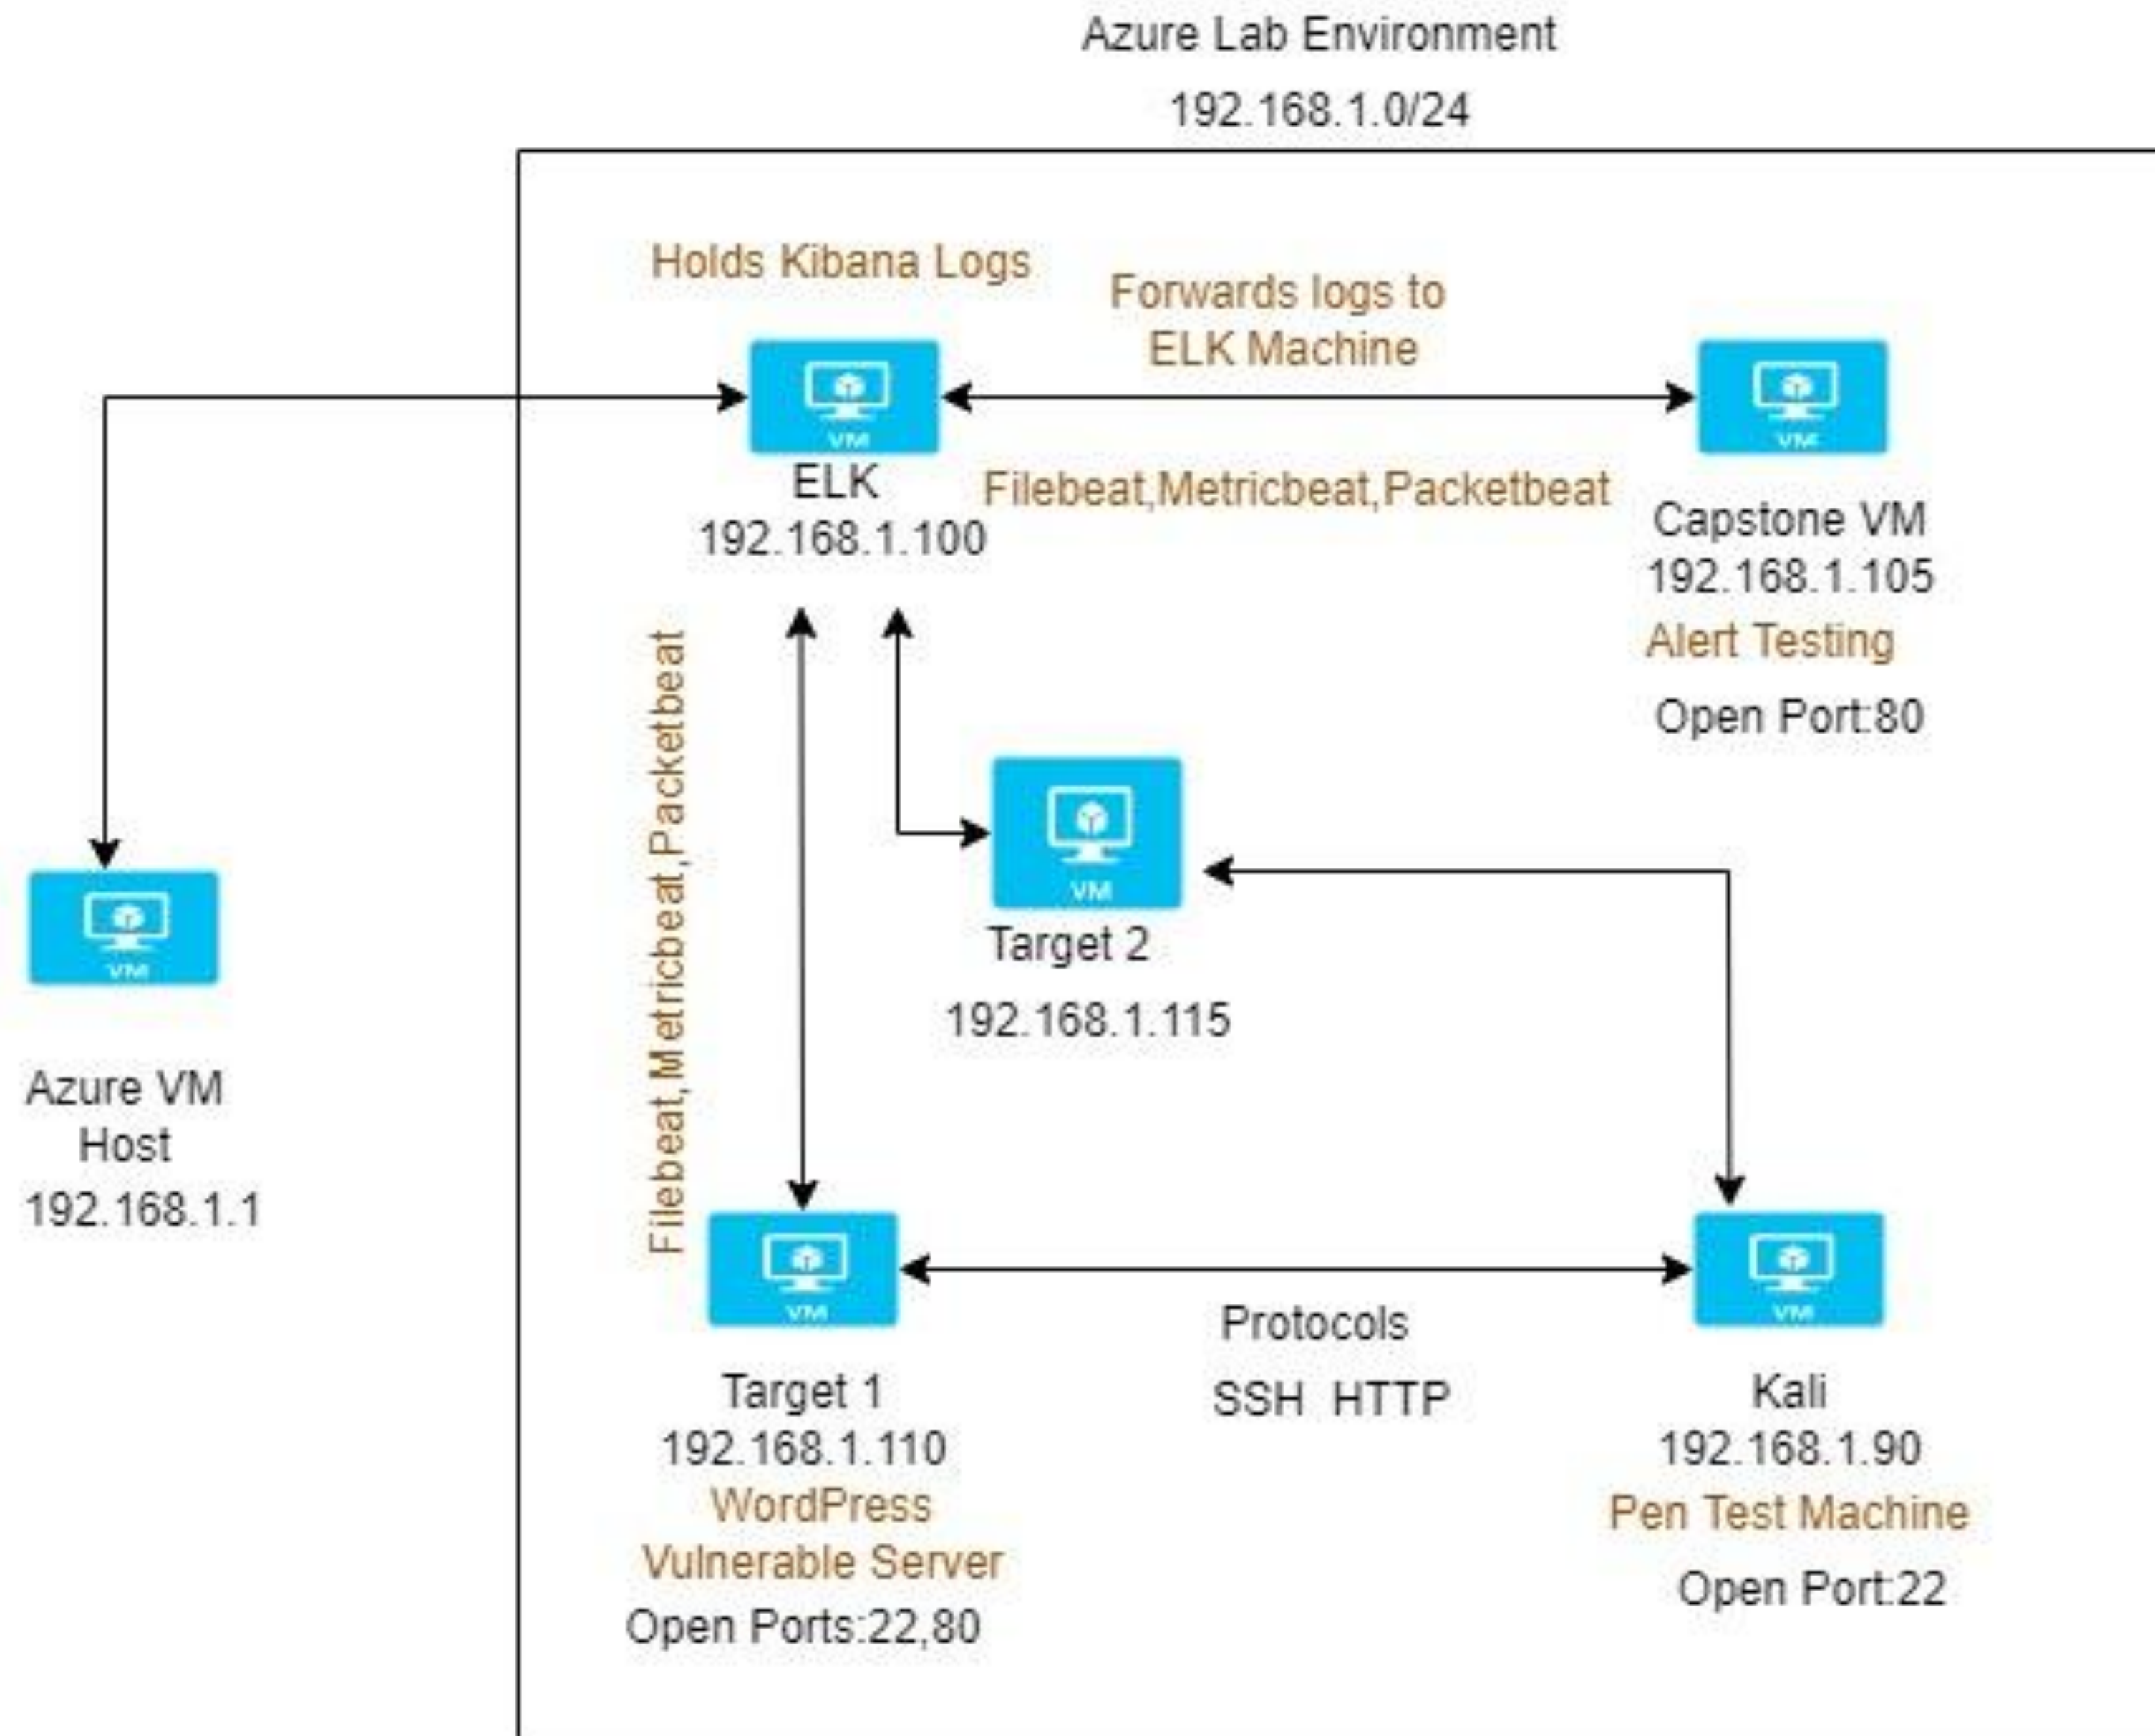 Azure Lab Environment
192.168.1.0/24
Holds Kibana Logs
Forwards logs to
ELK Machine
VM
ELK
192.168.1.100
Filebeat,Metricbeat,Packetbeat
VM
Capstone VM
192.168.1.105
Alert Testing
Open Port:80
Filebeat,Metricbeat,Packetbeat
VM
Target 2
192.168.1.115
VM
Azure VM
Host
192.168.1.1
VM
Target 1
192.168.1.110
WordPress
Vulnerable Server
Open Ports:22,80
Protocols
SSH HTTP
VM
Kali
192.168.1.90
Pen Test Machine
Open Port:22